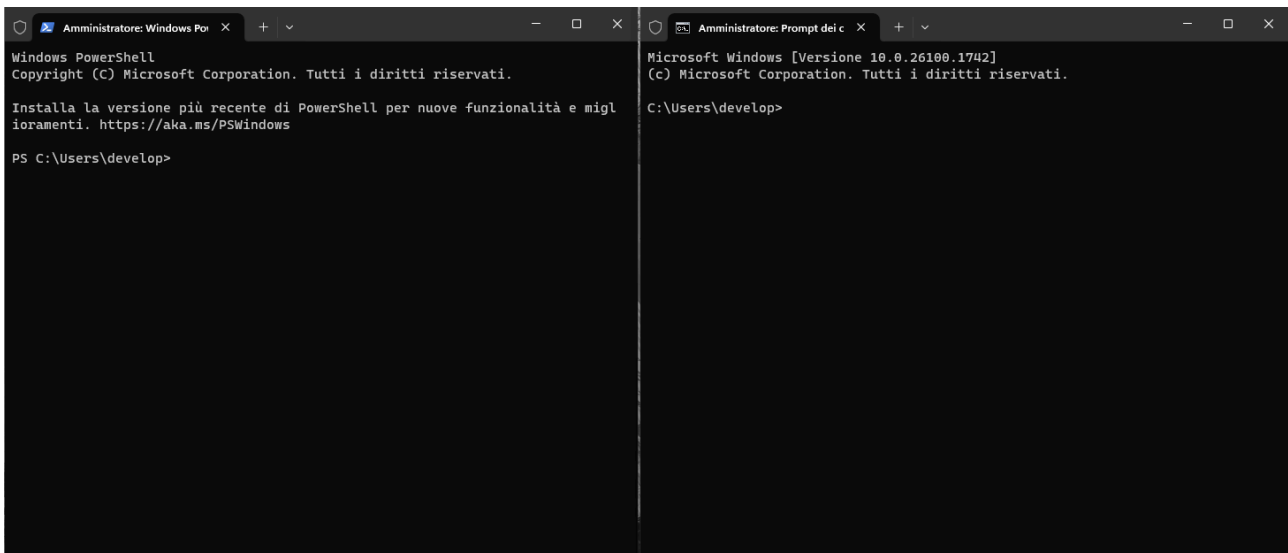 Amministratore: Windows Pow
Windows PowerShell
Copyright (C) Microsoft Corporation. Tutti i diritti riservati.
Installa la versione più recente di PowerShell per nuove funzionalità e migl
ioramenti. https://aka.ms/PSWindows
PS C:\Users\develop>
Amministratore: Prompt dei c
Microsoft Windows [Versione 10.0.26100.1742]
(c) Microsoft Corporation. Tutti i diritti riservati.
C:\Users\develop>